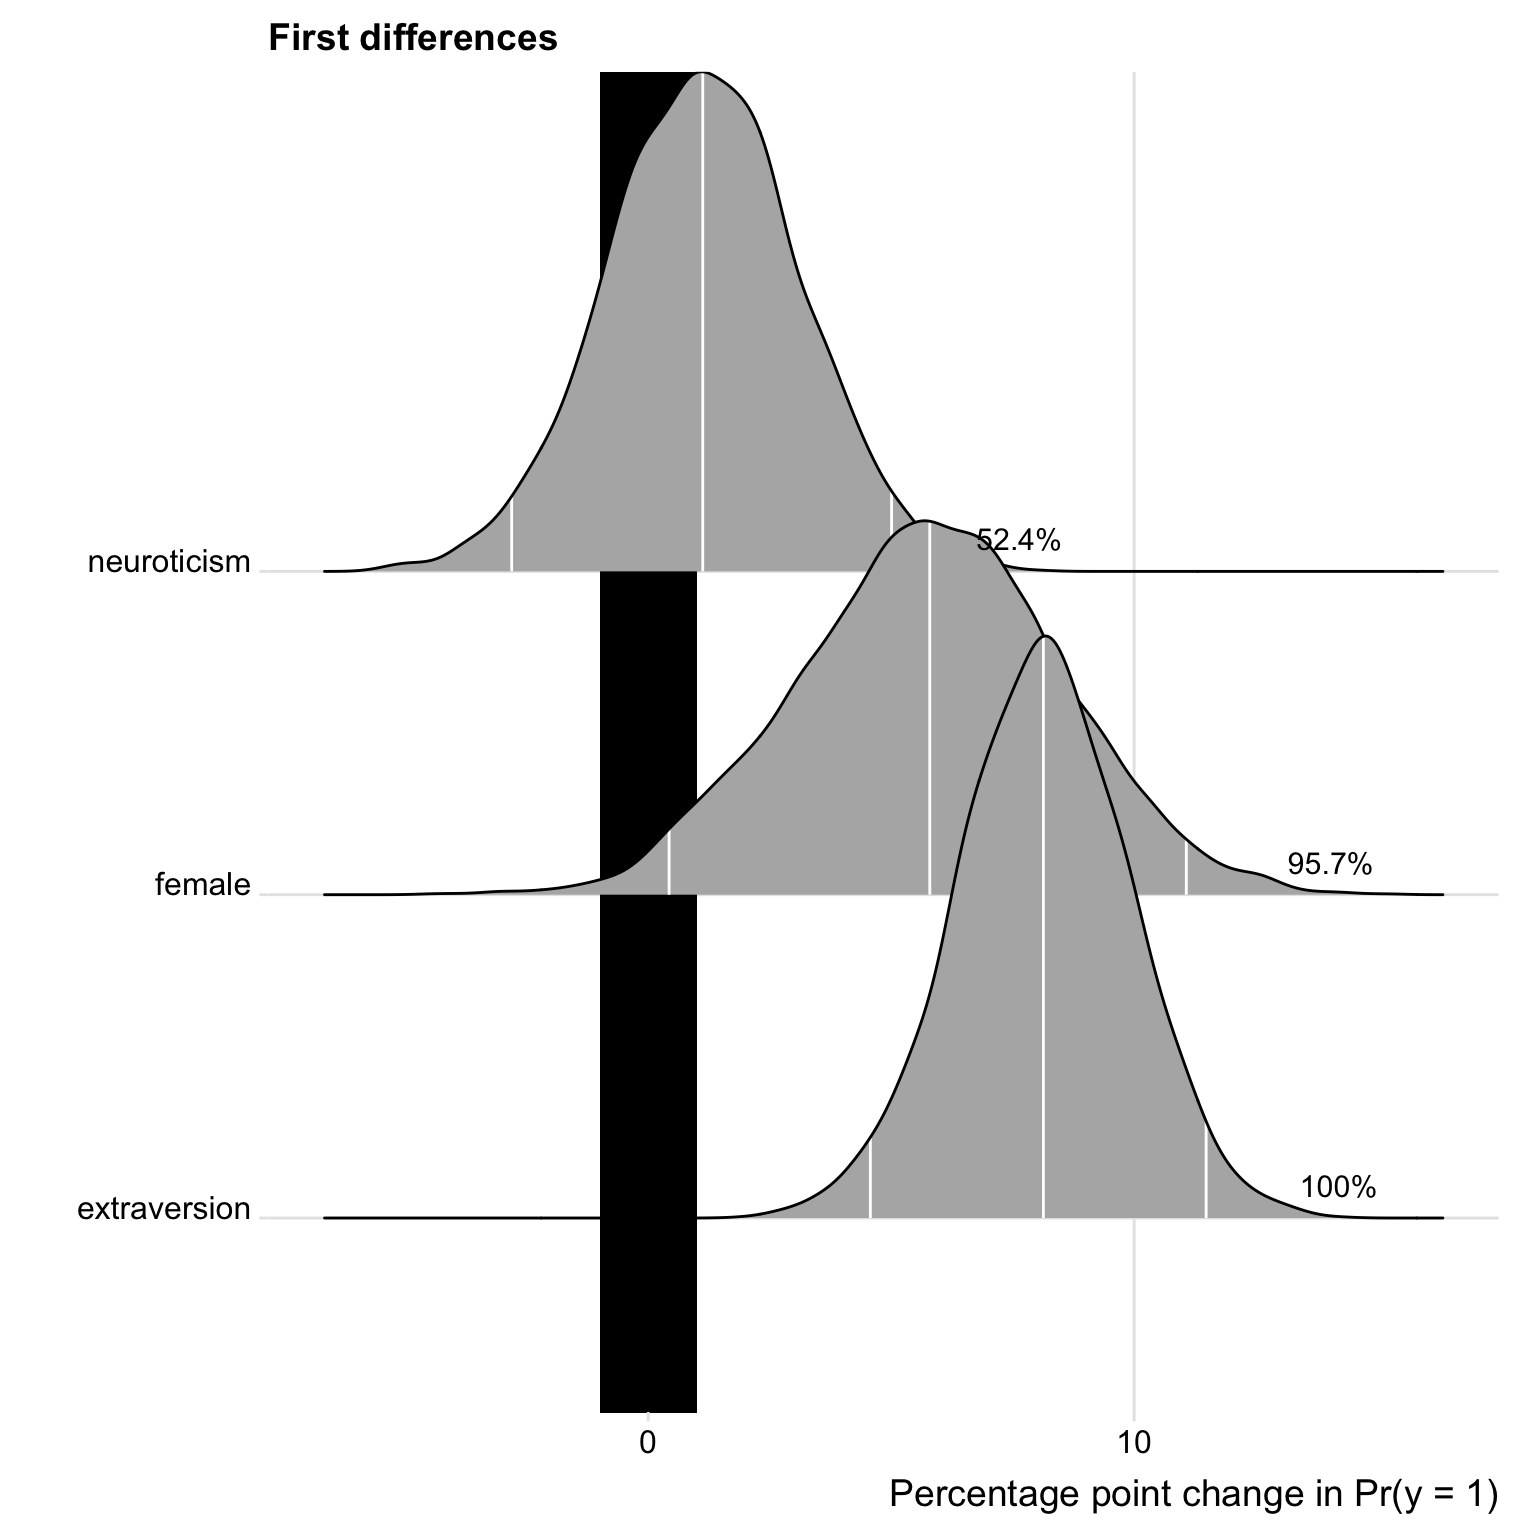 First differences
neuroticism
52.4%
female
95.7%
extraversion
100%
0
10
Percentage point change in Pr(y = 1)